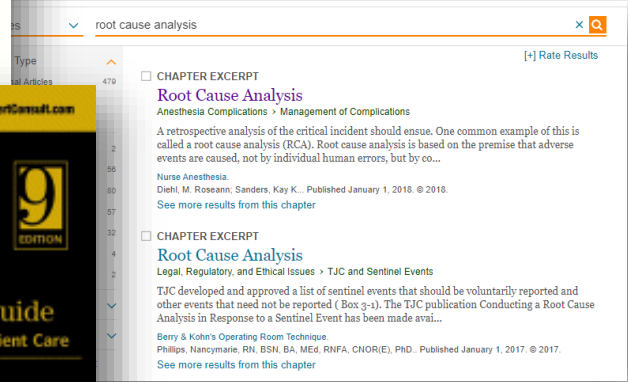 es
root cause analysis
×
[+] Rate Results
Type
nal Articles 479
2
56
80
57
32
4
2
CHAPTER EXCERPT
Root Cause Analysis
Anesthesia Complications › Management of Complications
A retrospective analysis of the critical incident should ensue. One common example of this is
called a root cause analysis (RCA). Root cause analysis is based on the premise that adverse
events are caused, not by individual human errors, but by co...
Nurse Anesthesia.
Diehl, M. Roseann; Sanders, Kay K... Published January 1, 2018. © 2018.
See more results from this chapter
CHAPTER EXCERPT
Root Cause Analysis
Legal, Regulatory, and Ethical Issues › TJC and Sentinel Events
TJC developed and approved a list of sentinel events that should be voluntarily reported and
other events that need not be reported ( Box 3-1). The TJC publication Conducting a Root Cause
Analysis in Response to a Sentinel Event has been made avai...
Berry & Kohn's Operating Room Technique.
Phillips, Nancymarie, RN, BSN, BA, MEd, RNFA, CNOR(E), PhD.. Published January 1, 2017. © 2017.
See more results from this chapter
ertConsult.com
9
EDITION
uide
ient Care